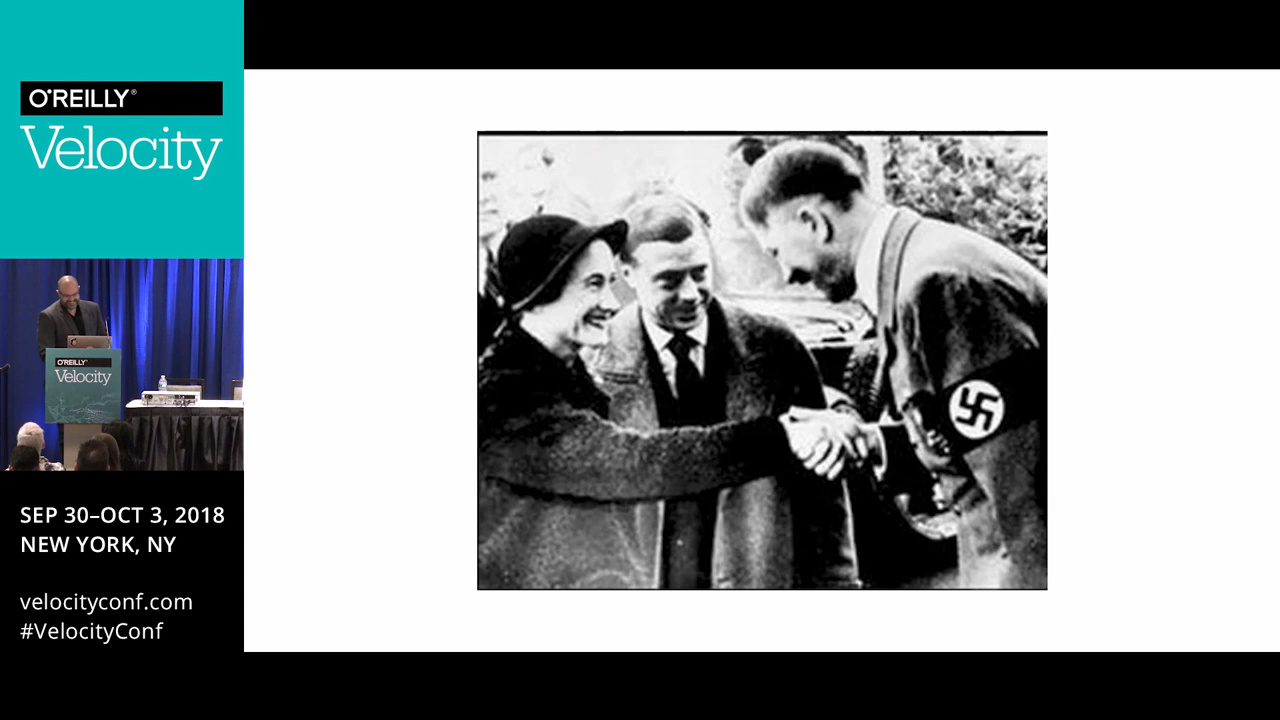 O'REILLY®
Velocity
O'REILLY®
Velocity
SEP 30–OCT 3, 2018
NEW YORK, NY
velocityconf.com
#VelocityConf